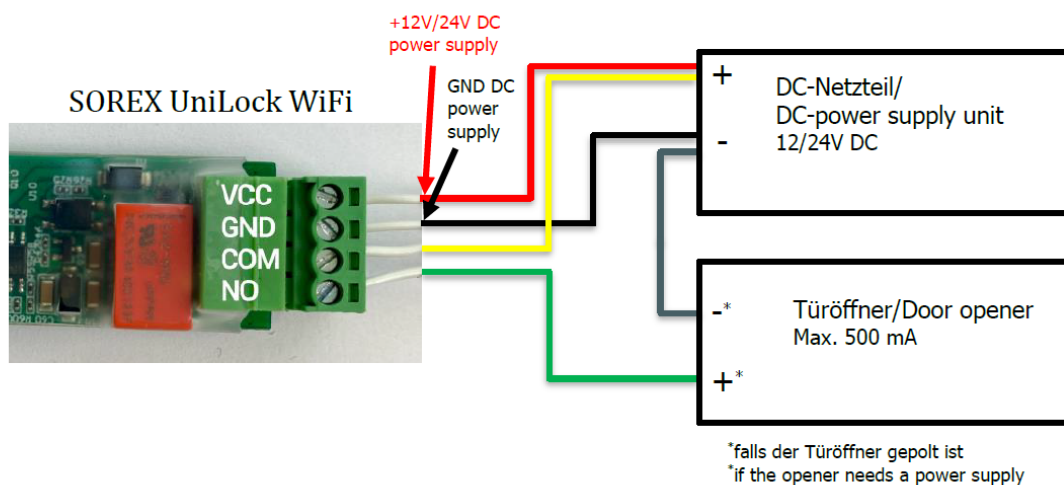 +12V/24V DC
power supply
GND DC
power
supply
SOREX UniLock WiFi
VCC
GND
COM
NO
+
-
DC-Netzteil/
DC-power supply unit
12/24V DC
-*
Türöffner/Door opener
Max. 500 mA
+*
*falls der Türöffner gepolt ist
*if the opener needs a power supply